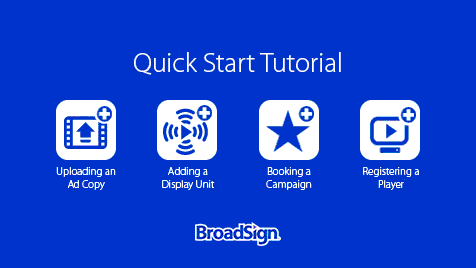 Quick Start Tutorial
Uploading an
Ad Copy
Adding a
Display Unit
Booking a
Campaign
Registering a
Player
BroadSign